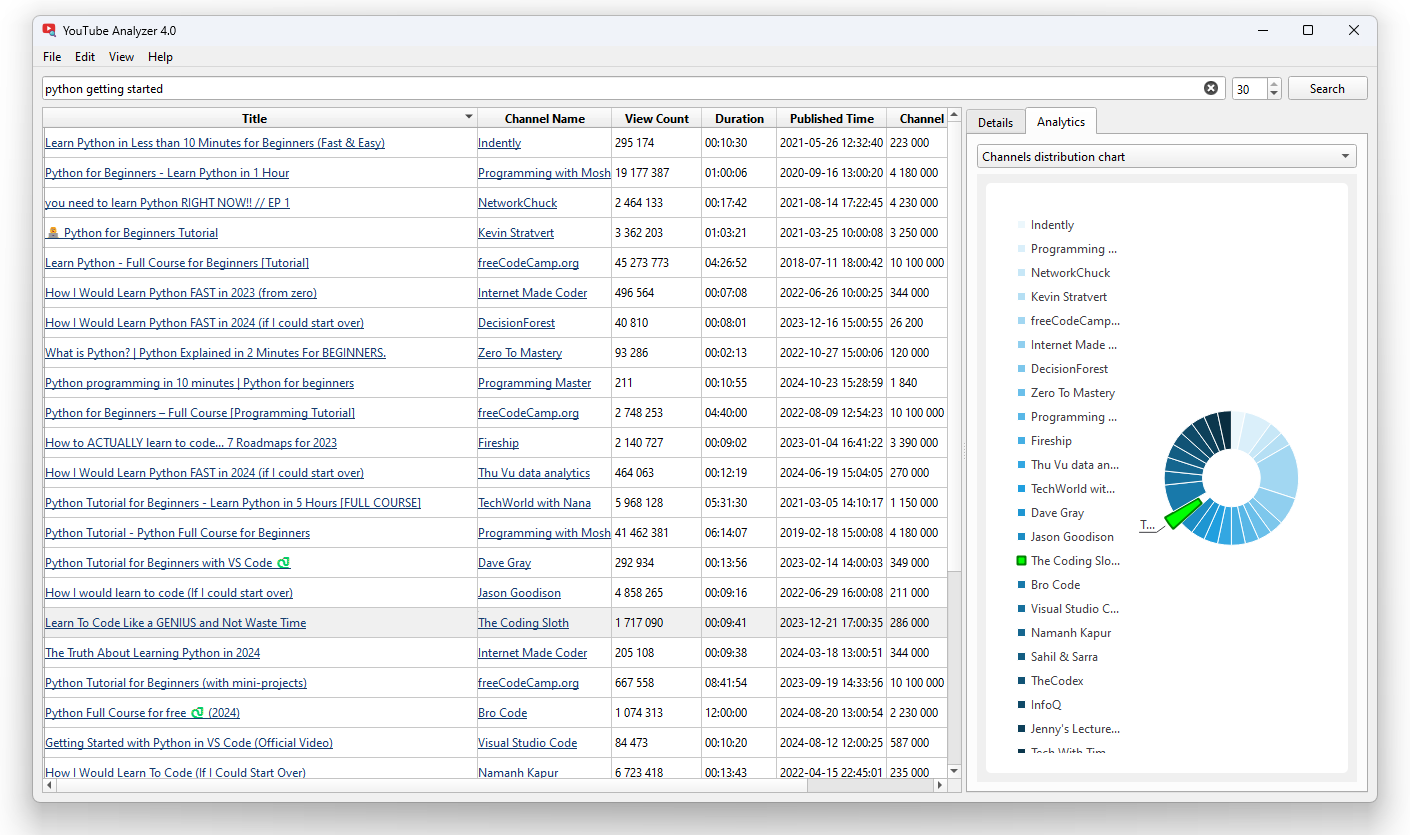 YouTube Analyzer 4.0
File Edit View Help
python getting started 30 Search
Title Channel Name View Count Duration Published Time Channel
Learn Python in Less than 10 Minutes for Beginners (Fast & Easy) Indently 295 174 00:10:30 2021-05-26 12:32:40 223 000
Python for Beginners - Learn Python in 1 Hour Programming with Mosh 19 177 387 01:00:06 2020-09-16 13:00:20 4 180 000
you need to learn Python RIGHT NOW!! // EP 1 NetworkChuck 2 464 133 00:17:42 2021-08-14 17:22:45 4 230 000
Python for Beginners Tutorial Kevin Stratvert 3 362 203 01:03:21 2021-03-25 10:00:08 3 250 000
Learn Python - Full Course for Beginners [Tutorial] freeCodeCamp.org 45 273 773 04:26:52 2018-07-11 18:00:42 10 100 000
How I Would Learn Python FAST in 2023 (from zero) Internet Made Coder 496 564 00:07:08 2022-06-26 10:00:25 344 000
How I Would Learn Python FAST in 2024 (if I could start over) DecisionForest 40 810 00:08:01 2023-12-16 15:00:55 26 200
What is Python? | Python Explained in 2 Minutes For BEGINNERS. Zero To Mastery 93 286 00:02:13 2022-10-27 15:00:06 120 000
Python programming in 10 minutes | Python for beginners Programming Master 211 00:10:55 2024-10-23 15:28:59 1 840
Python for Beginners – Full Course [Programming Tutorial] freeCodeCamp.org 2 748 253 04:40:00 2022-08-09 12:54:23 10 100 000
How to ACTUALLY learn to code... 7 Roadmaps for 2023 Fireship 2 140 727 00:09:02 2023-01-04 16:41:22 3 390 000
How I Would Learn Python FAST in 2024 (if I could start over) Thu Vu data analytics 464 063 00:12:19 2024-06-19 15:04:05 270 000
Python Tutorial for Beginners - Learn Python in 5 Hours [FULL COURSE] TechWorld with Nana 5 968 128 05:31:30 2021-03-05 14:10:17 1 150 000
Python Tutorial - Python Full Course for Beginners Programming with Mosh 41 462 381 06:14:07 2019-02-18 15:00:08 4 180 000
Python Tutorial for Beginners with VS Code Dave Gray 292 934 00:13:56 2023-02-14 14:00:03 349 000
How I would learn to code (If I could start over) Jason Goodison 4 858 265 00:09:16 2022-06-29 16:00:08 211 000
Learn To Code Like a GENIUS and Not Waste Time The Coding Sloth 1 717 090 00:09:41 2023-12-21 17:00:35 286 000
The Truth About Learning Python in 2024 Internet Made Coder 205 108 00:09:38 2024-03-18 13:00:51 344 000
Python Tutorial for Beginners (with mini-projects) freeCodeCamp.org 667 558 08:41:54 2023-09-19 14:33:56 10 100 000
Python Full Course for free (2024) Bro Code 1 074 313 12:00:00 2024-08-20 13:00:54 2 230 000
Getting Started with Python in VS Code (Official Video) Visual Studio Code 84 473 00:10:20 2024-08-12 12:00:25 587 000
How I Would Learn To Code (If I Could Start Over) Namanh Kapur 6 723 418 00:13:43 2022-04-15 22:45:01 235 000
Details Analytics
Channels distribution chart
Indently
Programming ...
NetworkChuck
Kevin Stratvert
freeCodeCamp...
Internet Made ...
DecisionForest
Zero To Mastery
Programming ...
Fireship
Thu Vu data an...
TechWorld wit...
Dave Gray
Jason Goodison
The Coding Slo...
Bro Code
Visual Studio C...
Namanh Kapur
Sahil & Sarra
TheCodex
InfoQ
Jenny's Lecture...
Tech With Tim
T...